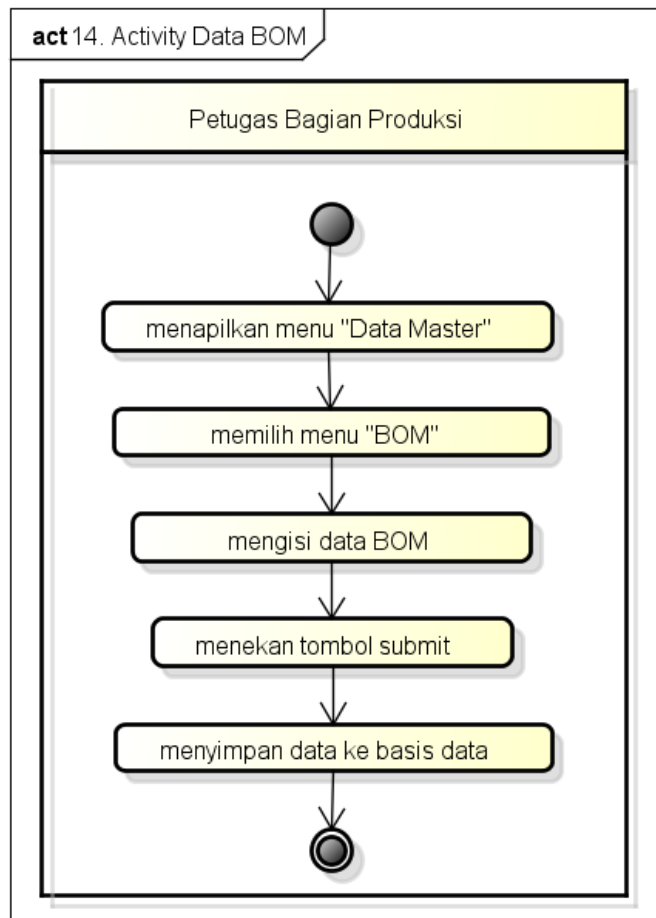 act 14. Activity Data BOM
Petugas Bagian Produksi
menapilkan menu "Data Master"
memilih menu "BOM"
mengisi data BOM
menekan tombol submit
menyimpan data ke basis data